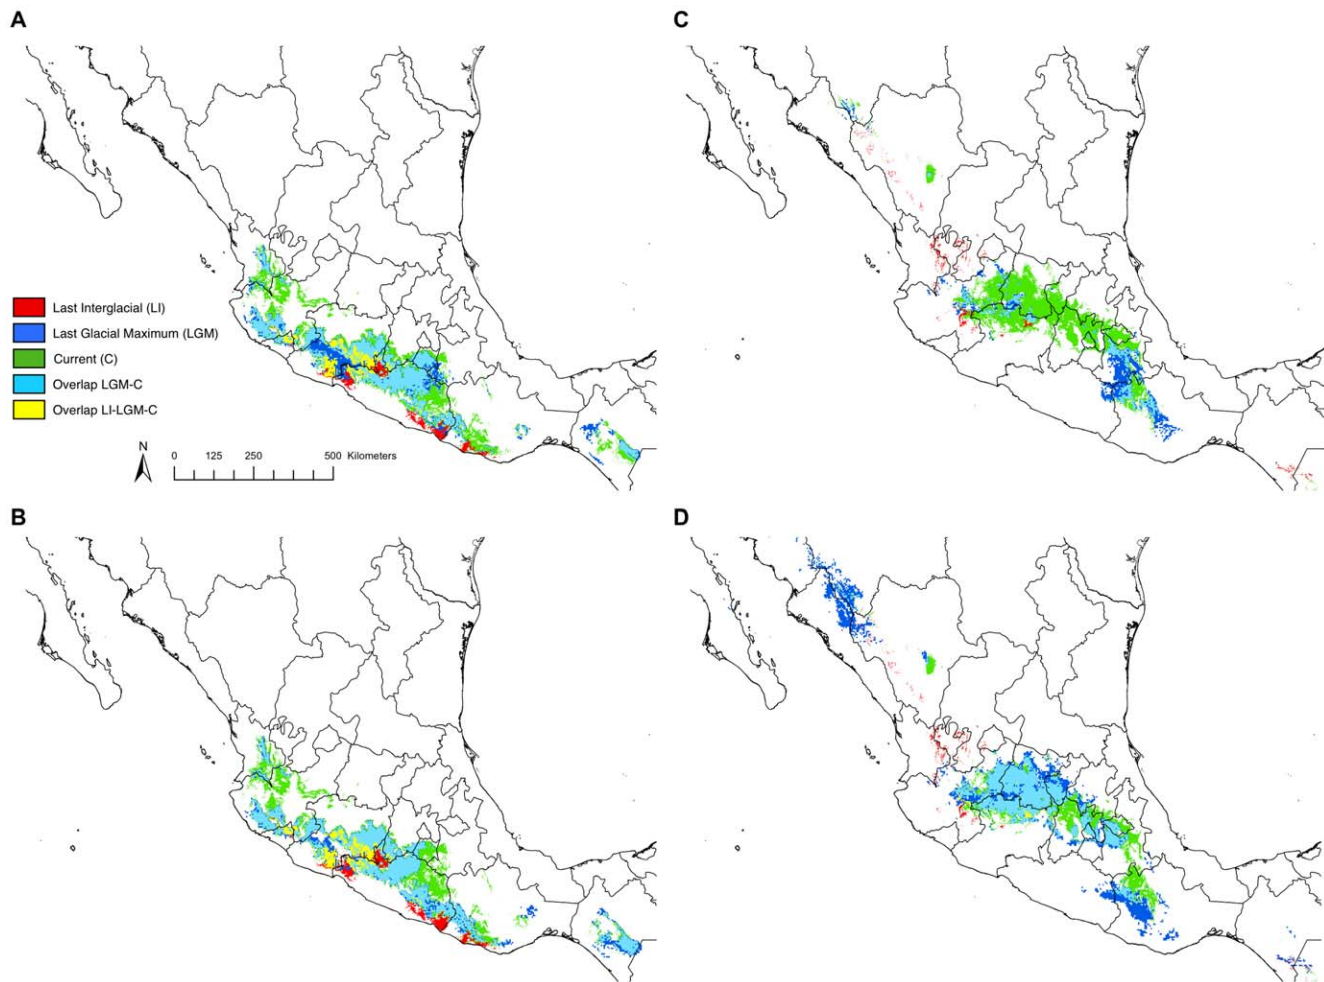 A
C
Last Interglacial (LI)
Last Glacial Maximum (LGM)
Current (C)
Overlap LGM-C
Overlap LI-LGM-C
N
0 125 250 500 Kilometers
B
D